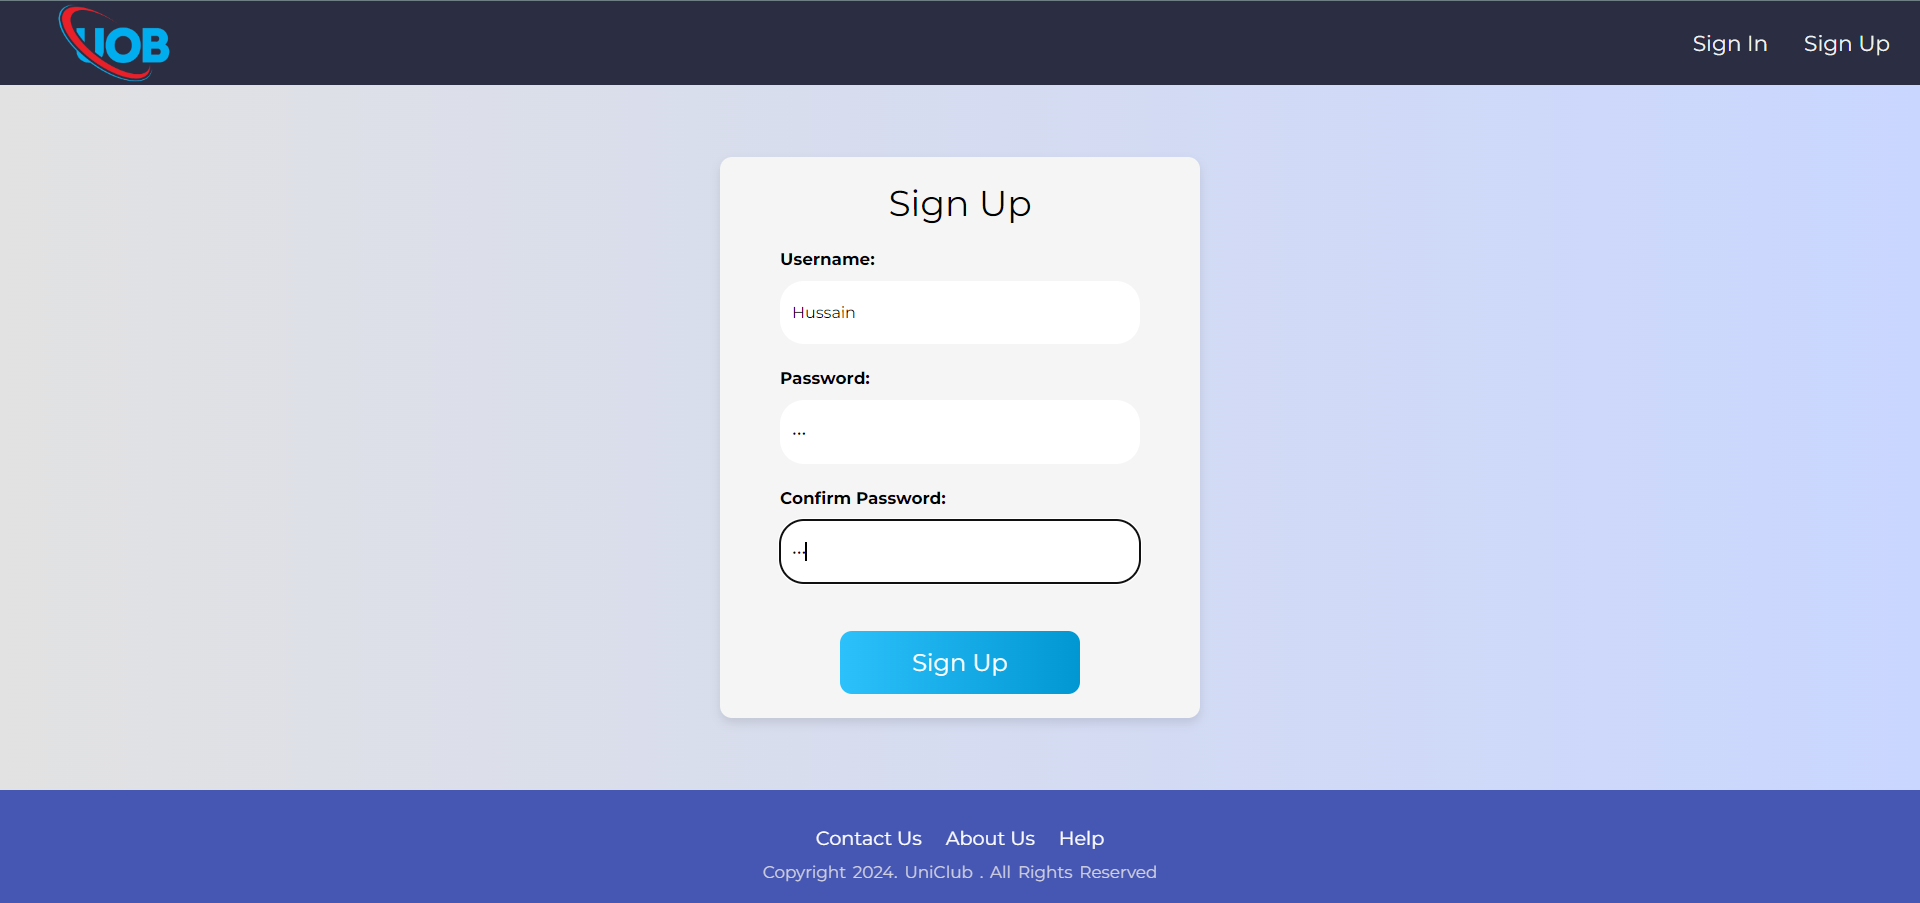 UOB
Sign In Sign Up
Sign Up
Username:
Hussain
Password:
...
Confirm Password:
...
Sign Up
Contact Us About Us Help
Copyright 2024. UniClub . All Rights Reserved